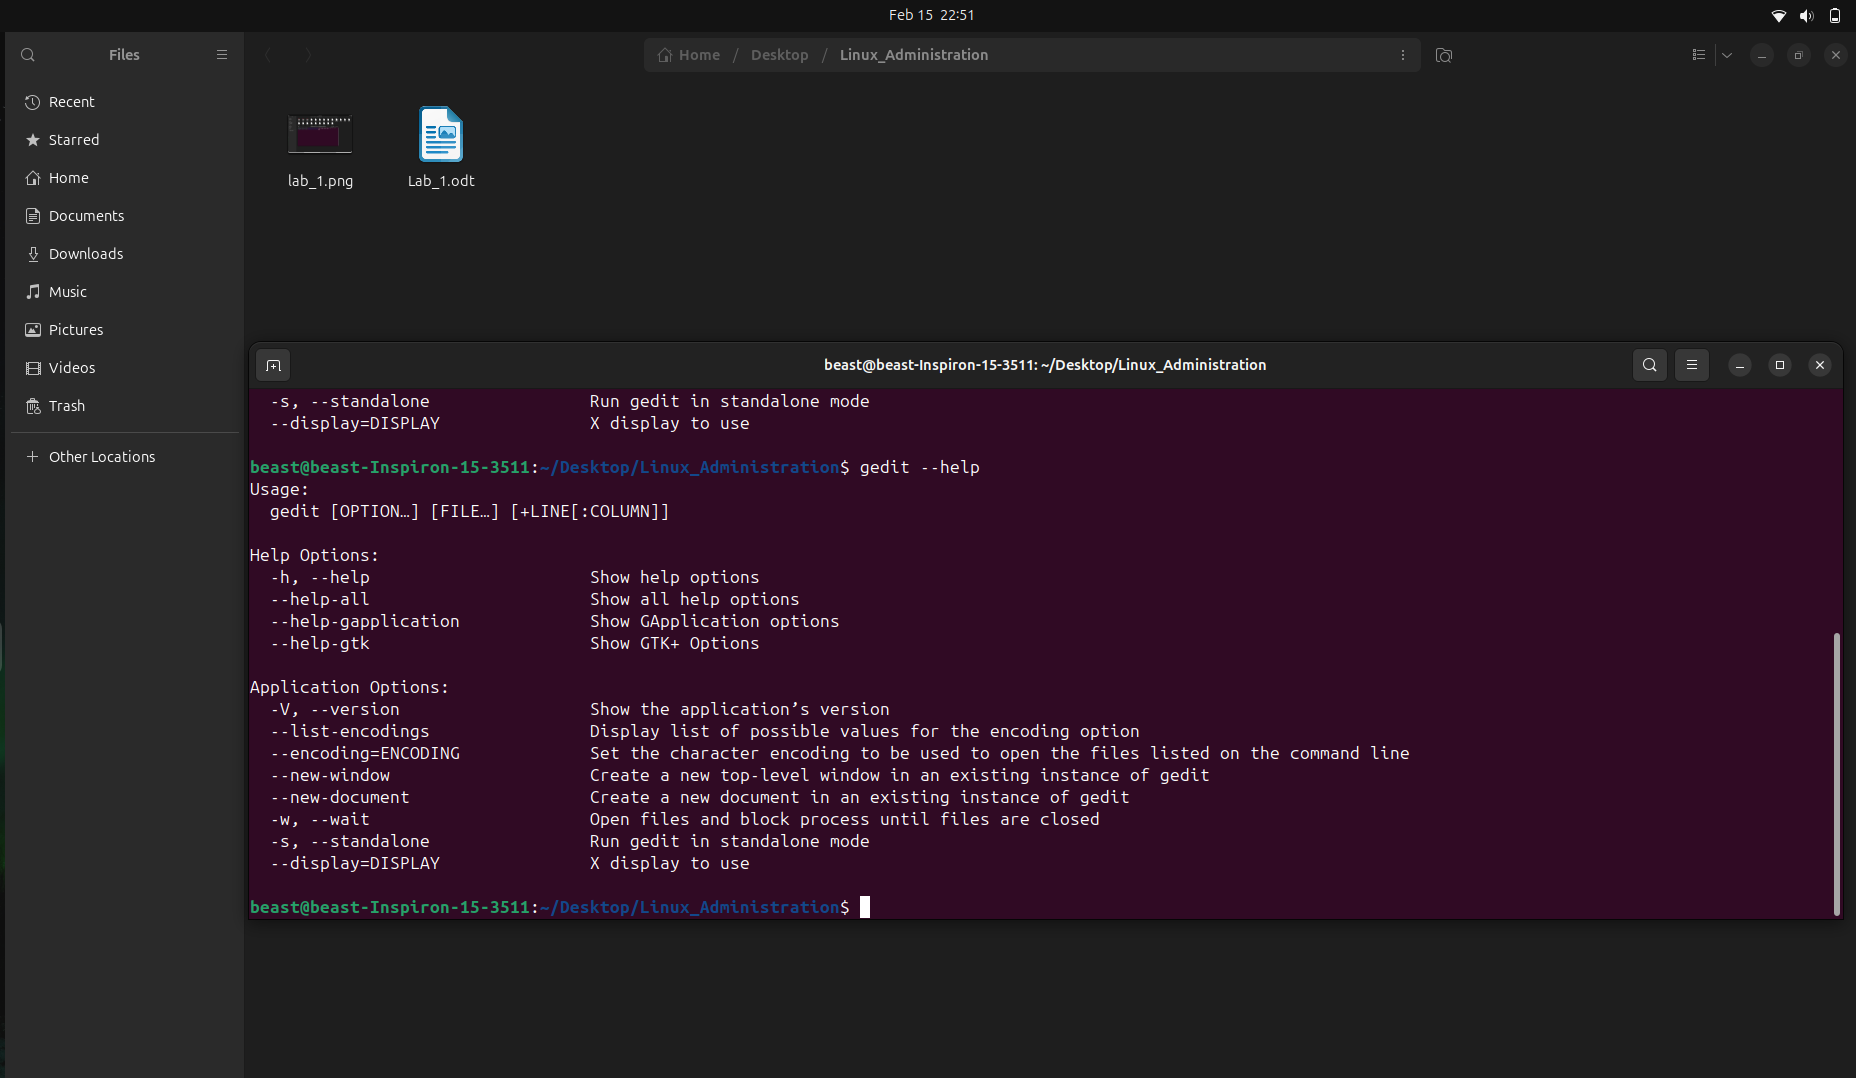 Feb 15 22:51
Files
Home / Desktop / Linux_Administration
Recent
Starred
Home
Documents
Downloads
Music
Pictures
Videos
Trash
Other Locations
lab_1.png
Lab_1.odt
beast@beast-Inspiron-15-3511: ~/Desktop/Linux_Administration
-s, --standalone Run gedit in standalone mode
--display=DISPLAY X display to use
beast@beast-Inspiron-15-3511:~/Desktop/Linux_Administration$ gedit --help
Usage:
gedit [OPTION…] [FILE…] [+LINE[:COLUMN]]
Help Options:
-h, --help Show help options
--help-all Show all help options
--help-gapplication Show GApplication options
--help-gtk Show GTK+ Options
Application Options:
-V, --version Show the application’s version
--list-encodings Display list of possible values for the encoding option
--encoding=ENCODING Set the character encoding to be used to open the files listed on the command line
--new-window Create a new top-level window in an existing instance of gedit
--new-document Create a new document in an existing instance of gedit
-w, --wait Open files and block process until files are closed
-s, --standalone Run gedit in standalone mode
--display=DISPLAY X display to use
beast@beast-Inspiron-15-3511:~/Desktop/Linux_Administration$